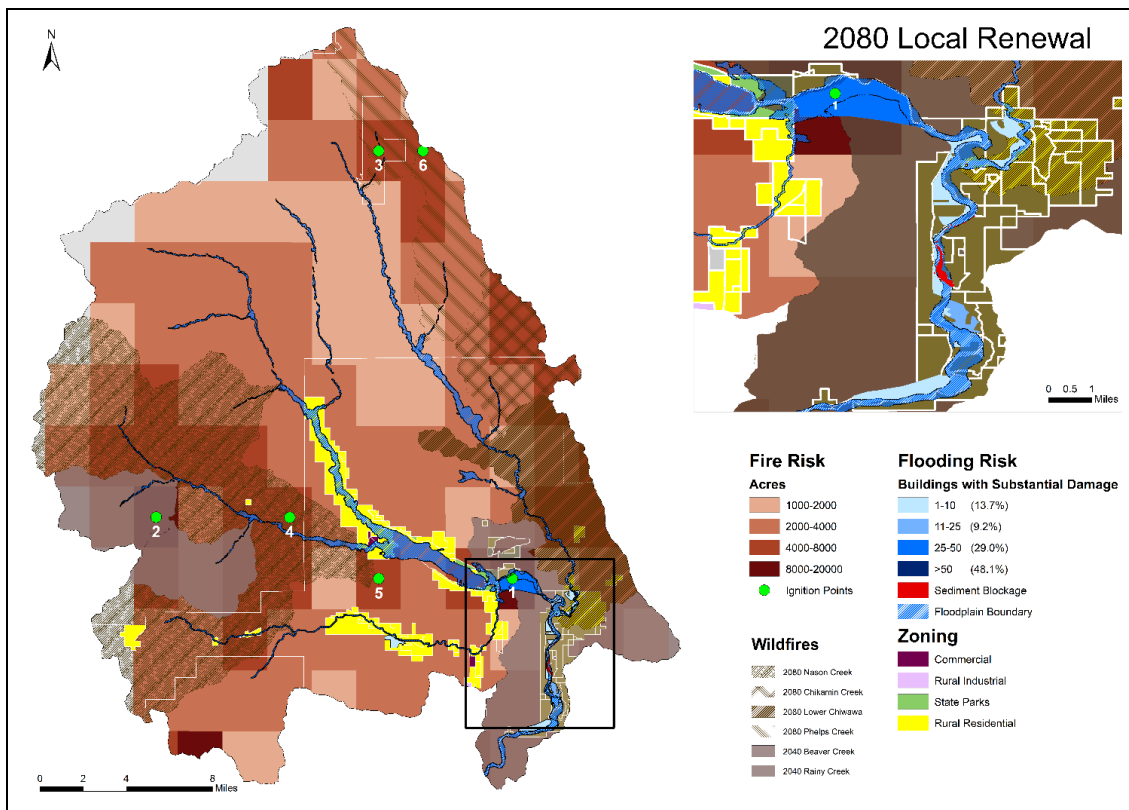 N
2080 Local Renewal
1
3
6
2
4
5
1
0 0.5 1
Miles
Fire Risk
Acres
1000-2000
2000-4000
4000-8000
8000-20000
Ignition Points
Flooding Risk
Buildings with Substantial Damage
1-10 (13.7%)
11-25 (9.2%)
25-50 (29.0%)
>50 (48.1%)
Sediment Blockage
Floodplain Boundary
Wildfires
2080 Nason Creek
2080 Chikamin Creek
2080 Lower Chiwawa
2080 Phelps Creek
2040 Beaver Creek
2040 Rainy Creek
Zoning
Commercial
Rural Industrial
State Parks
Rural Residential
0 2 4 8
Miles